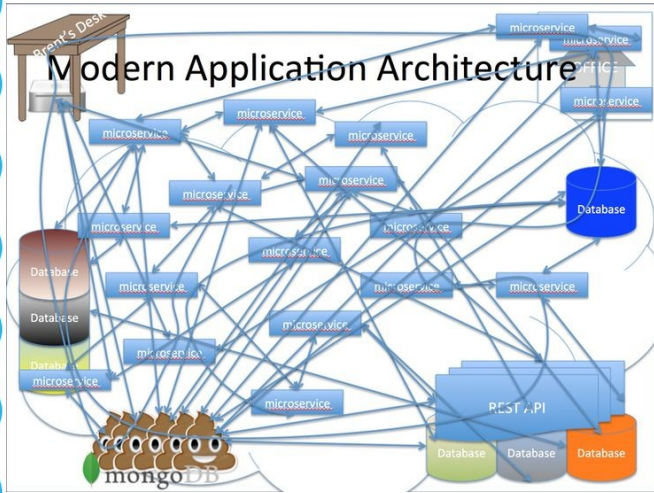 Brent's Desk
microservice
microservice
OFFICE
Modern Application Architecture
microservice
microservice
microservice
microservice
microservice
microservice
Database
microservice
microservice
microservice
Database
microservice
microservice
microservice
Database
microservice
microservice
Database
microservice
microservice
REST API
Database
Database
Database
mongoDB